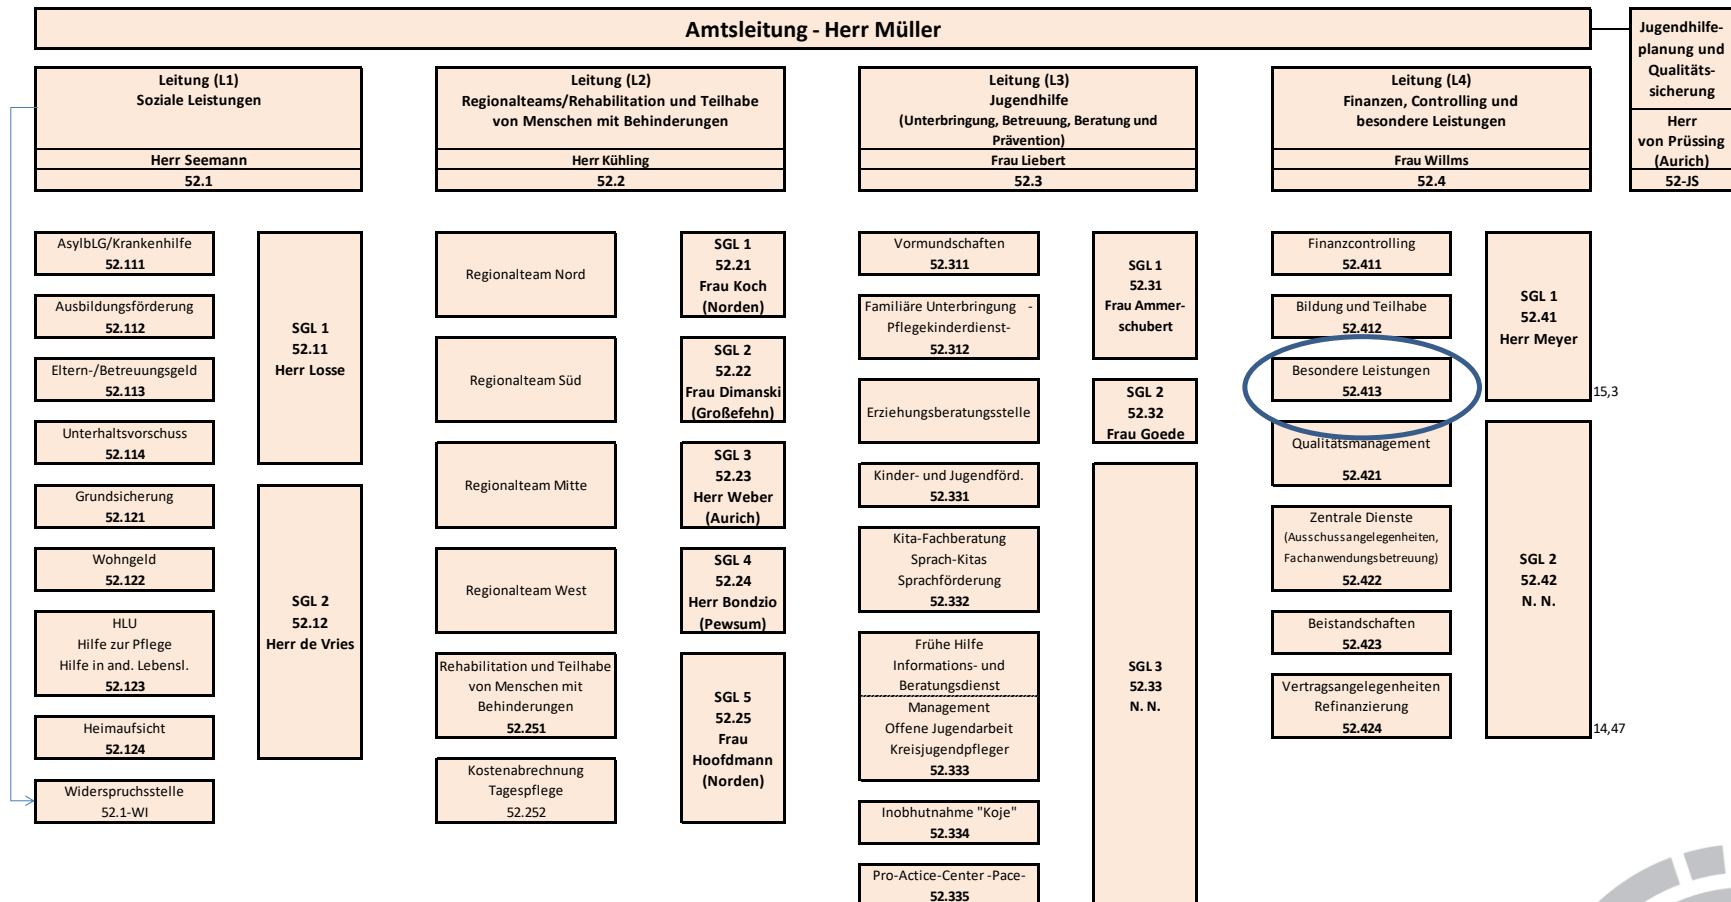 Amtsleitung - Herr Müller
Jugendhilfe-
planung und
Qualitäts-
sicherung
Herr
von Prüssing
(Aurich)
52-JS
Leitung (L1)
Soziale Leistungen
Herr Seemann
52.1
Leitung (L2)
Regionalteams/Rehabilitation und Teilhabe
von Menschen mit Behinderungen
Herr Kühling
52.2
Leitung (L3)
Jugendhilfe
(Unterbringung, Betreuung, Beratung und
Prävention)
Frau Liebert
52.3
Leitung (L4)
Finanzen, Controlling und
besondere Leistungen
Frau Willms
52.4
AsylbLG/Krankenhilfe
52.111
Ausbildungsförderung
52.112
Eltern-/Betreuungsgeld
52.113
Unterhaltsvorschuss
52.114
SGL 1
52.11
Herr Losse
Grundsicherung
52.121
Wohngeld
52.122
HLU
Hilfe zur Pflege
Hilfe in and. Lebensl.
52.123
Heimaufsicht
52.124
SGL 2
52.12
Herr de Vries
Widerspruchsstelle
52.1-WI
Regionalteam Nord
SGL 1
52.21
Frau Koch
(Norden)
Regionalteam Süd
SGL 2
52.22
Frau Dimanski
(Großefehn)
Regionalteam Mitte
SGL 3
52.23
Herr Weber
(Aurich)
Regionalteam West
SGL 4
52.24
Herr Bondzio
(Pewsum)
Rehabilitation und Teilhabe
von Menschen mit
Behinderungen
52.251
Kostenabrechnung
Tagespflege
52.252
SGL 5
52.25
Frau
Hoofdmann
(Norden)
Vormundschaften
52.311
Familiäre Unterbringung -
Pflegekinderdienst-
52.312
SGL 1
52.31
Frau Ammer-
schubert
Erziehungsberatungsstelle
SGL 2
52.32
Frau Goede
Kinder- und Jugendförd.
52.331
Kita-Fachberatung
Sprach-Kitas
Sprachförderung
52.332
Frühe Hilfe
Informations- und
Beratungsdienst
Management
Offene Jugendarbeit
Kreisjugendpfleger
52.333
Inobhutnahme "Koje"
52.334
Pro-Actice-Center -Pace-
52.335
SGL 3
52.33
N. N.
Finanzcontrolling
52.411
Bildung und Teilhabe
52.412
Besondere Leistungen
52.413
SGL 1
52.41
Herr Meyer
15,3
Qualitätsmanagement
52.421
Zentrale Dienste
(Ausschussangelegenheiten,
Fachanwendungsbetreuung)
52.422
Beistandschaften
52.423
Vertragsangelegenheiten
Refinanzierung
52.424
SGL 2
52.42
N. N.
14,47